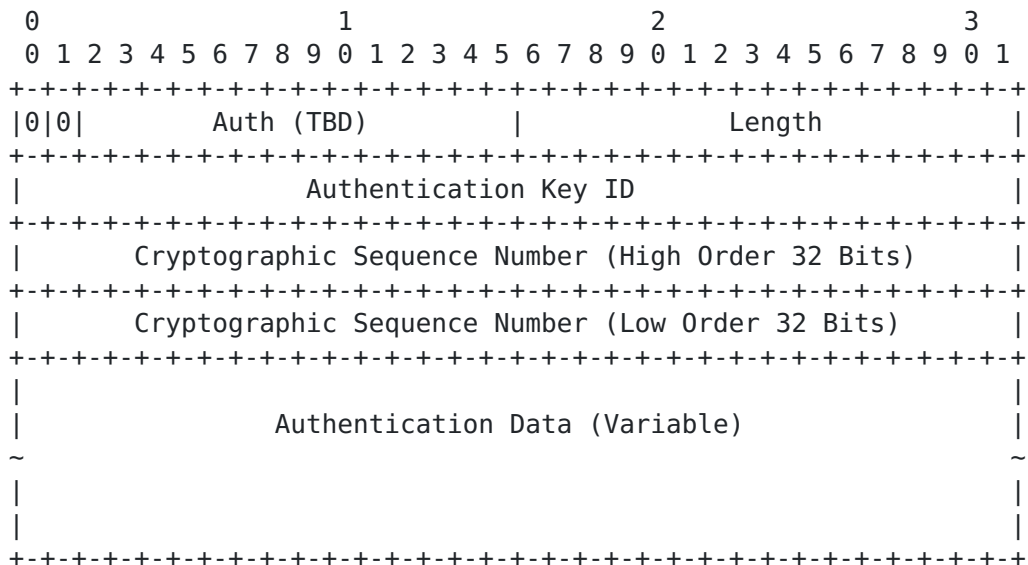 0                   1                   2                   3
 0 1 2 3 4 5 6 7 8 9 0 1 2 3 4 5 6 7 8 9 0 1 2 3 4 5 6 7 8 9 0 1
+-+-+-+-+-+-+-+-+-+-+-+-+-+-+-+-+-+-+-+-+-+-+-+-+-+-+-+-+-+-+-+-+
|0|0|        Auth (TBD)         |             Length            |
+-+-+-+-+-+-+-+-+-+-+-+-+-+-+-+-+-+-+-+-+-+-+-+-+-+-+-+-+-+-+-+-+
|                  Authentication Key ID                        |
+-+-+-+-+-+-+-+-+-+-+-+-+-+-+-+-+-+-+-+-+-+-+-+-+-+-+-+-+-+-+-+-+
|       Cryptographic Sequence Number (High Order 32 Bits)      |
+-+-+-+-+-+-+-+-+-+-+-+-+-+-+-+-+-+-+-+-+-+-+-+-+-+-+-+-+-+-+-+-+
|       Cryptographic Sequence Number (Low Order 32 Bits)       |
+-+-+-+-+-+-+-+-+-+-+-+-+-+-+-+-+-+-+-+-+-+-+-+-+-+-+-+-+-+-+-+-+
|                                                               |
|                Authentication Data (Variable)                 |
~                                                               ~
|                                                               |
|                                                               |
+-+-+-+-+-+-+-+-+-+-+-+-+-+-+-+-+-+-+-+-+-+-+-+-+-+-+-+-+-+-+-+-+